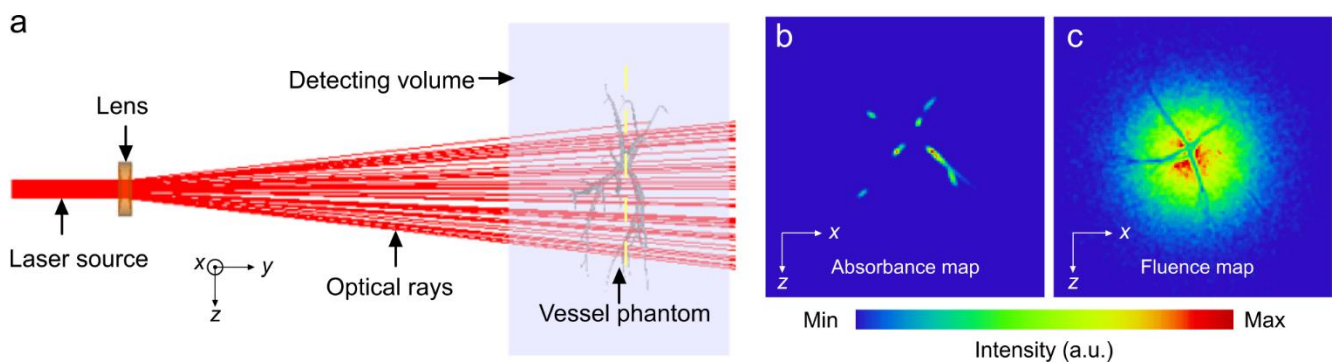 a
Detecting volume
Lens
Laser source
x
y
z
Optical rays
Vessel phantom
b
x
z
Absorbance map
c
x
z
Fluence map
Min
Max
Intensity (a.u.)